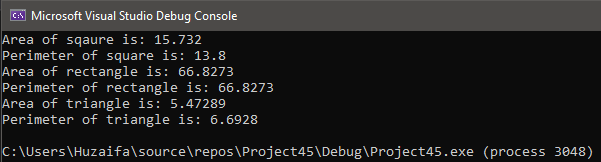 Microsoft Visual Studio Debug Console
Area of sqaure is: 15.732
Perimeter of square is: 13.8
Area of rectangle is: 66.8273
Perimeter of rectangle is: 66.8273
Area of triangle is: 5.47289
Perimeter of triangle is: 6.6928
C:\Users\Huzaifa\source\repos\Project45\Debug\Project45.exe (process 3048)